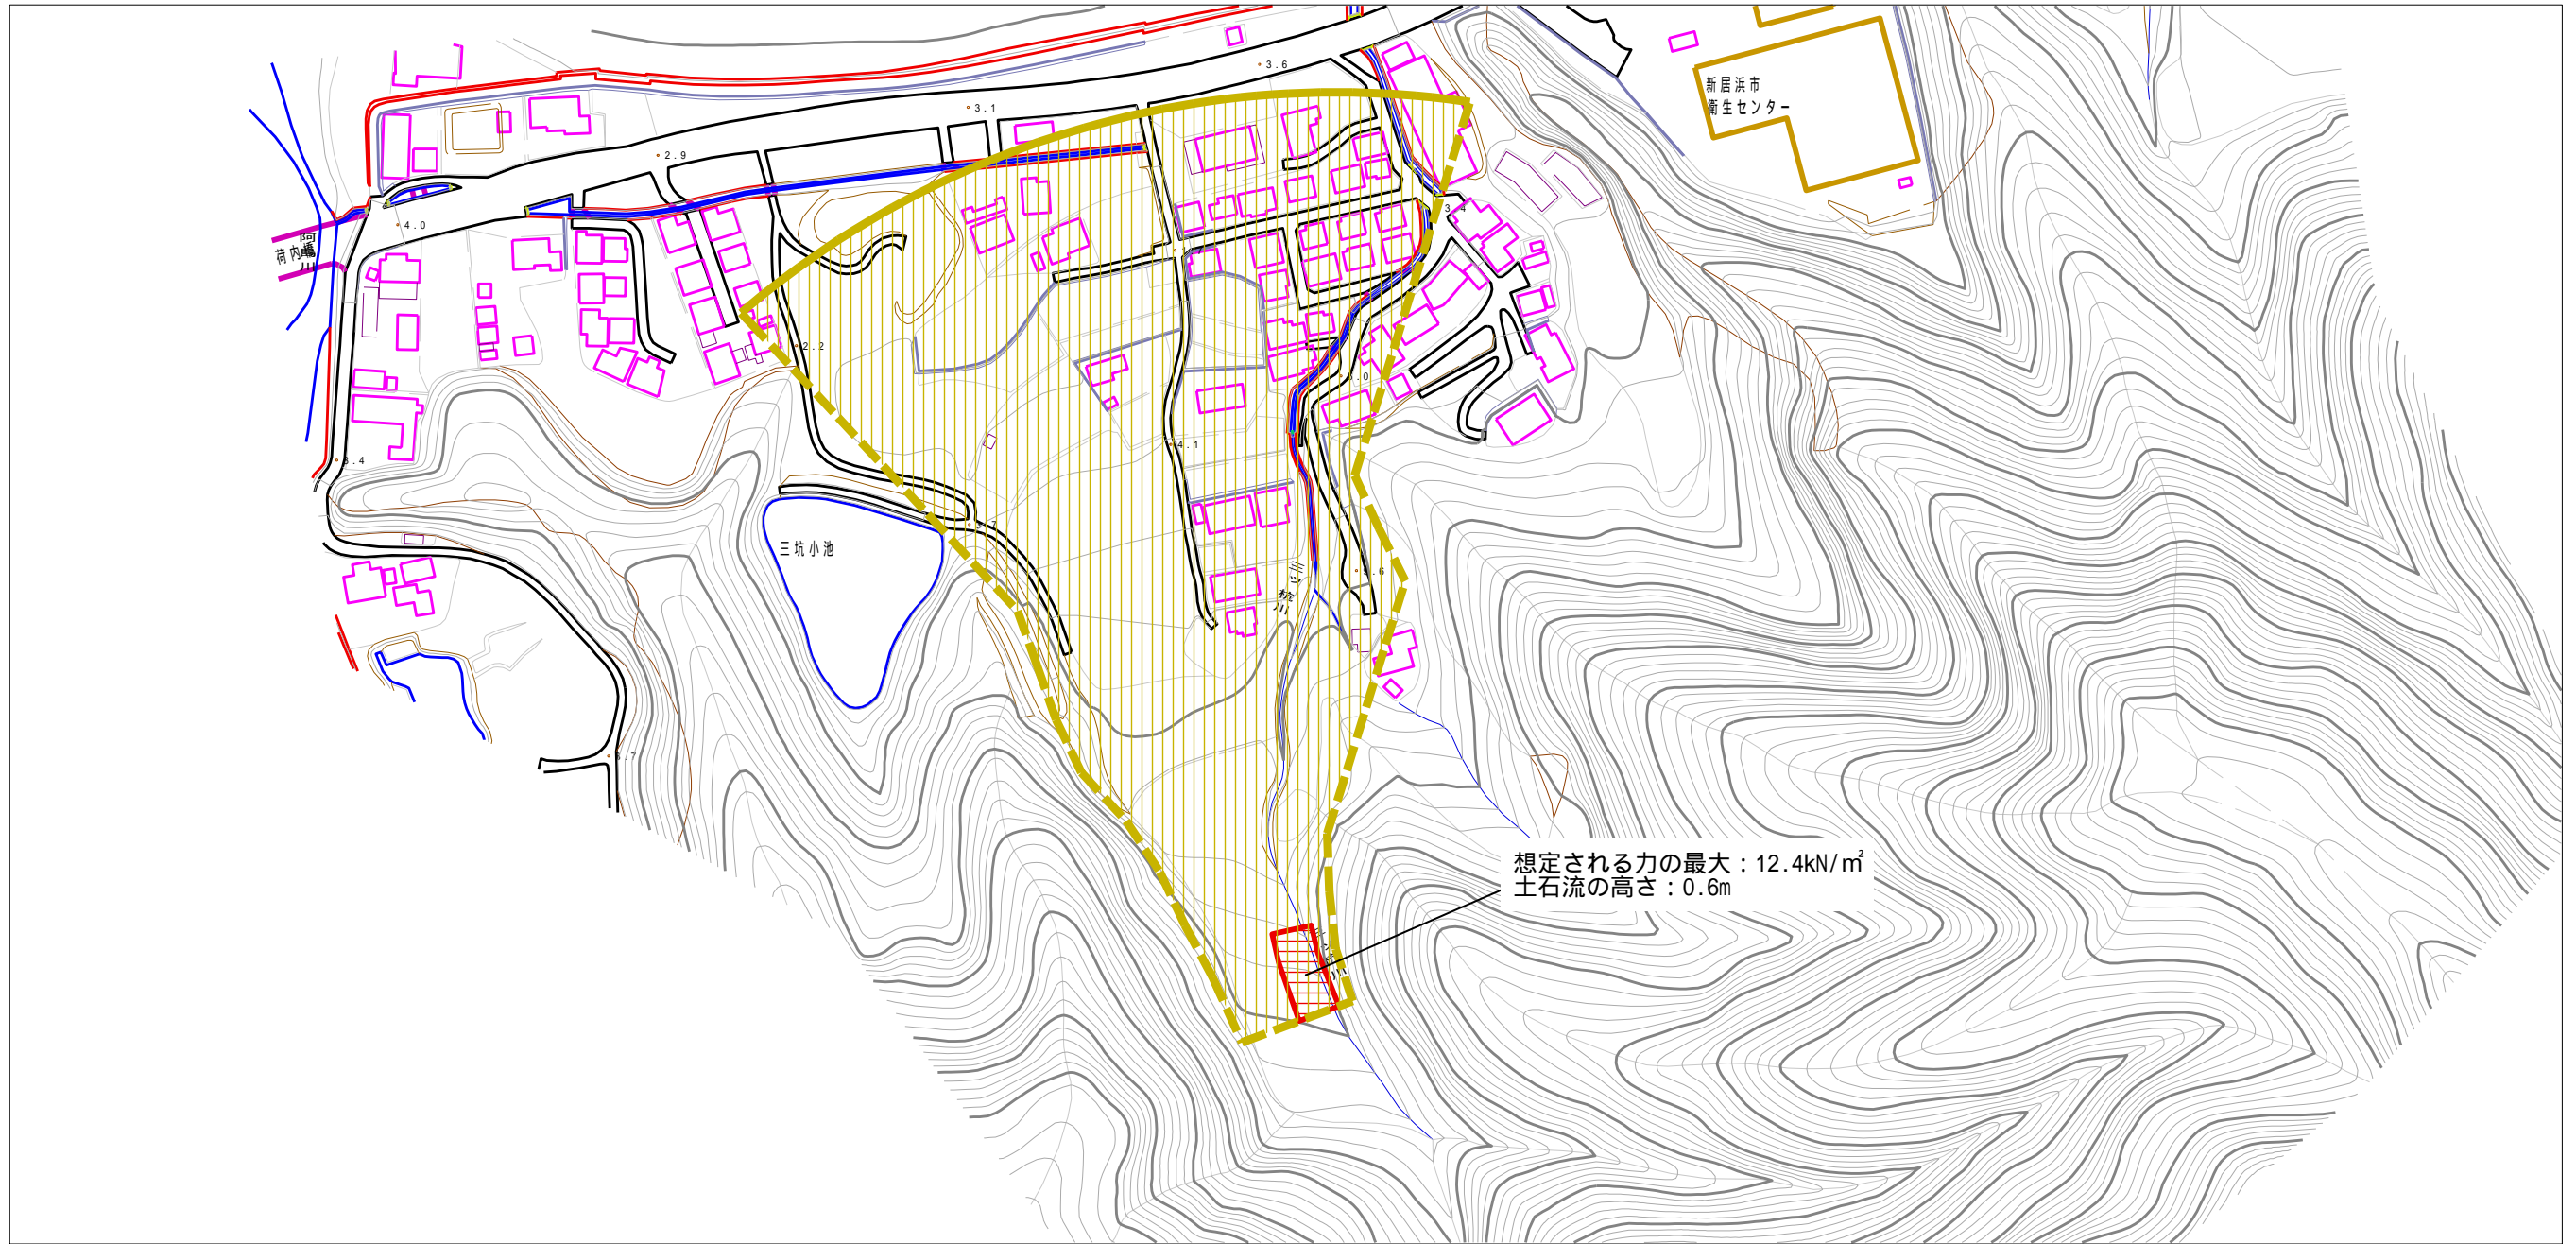 3.6
新居浜市
衛生センター
3.1
2.9
4.0
3.4
荷内
2.2
4.1
三坑小池
想定される力の最大：12.4kN/㎡
土石流の高さ：0.6m